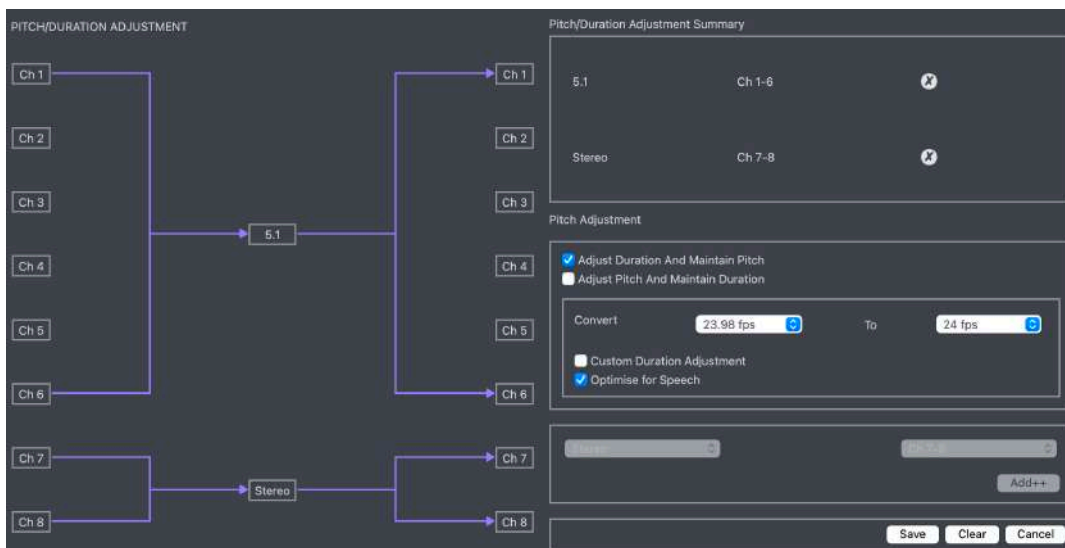 PITCH/DURATION ADJUSTMENT
Ch 1
Ch 2
Ch 3
Ch 4
Ch 5
Ch 6
Ch 7
Ch 8
5.1
Stereo
Ch 1
Ch 2
Ch 3
Ch 4
Ch 5
Ch 6
Ch 7
Ch 8
Pitch/Duration Adjustment Summary
5.1 Ch 1-6 X
Stereo Ch 7-8 X
Pitch Adjustment
Adjust Duration And Maintain Pitch
Adjust Pitch And Maintain Duration
Convert 23.98 fps To 24 fps
Custom Duration Adjustment
Optimise for Speech
Stereo Ch 7-8
Add++
Save Clear Cancel